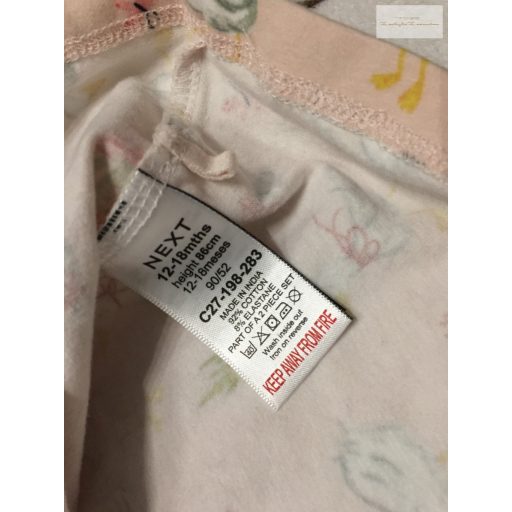 NEXT
12-18mths
height 86cm
12-18meses
90/52
C27-198-283
MADE IN INDIA
92% COTTON
8% ELASTANE
PART OF A 2 PIECE SET
40
Wash inside out
Iron on reverse
KEEP AWAY FROM FIRE